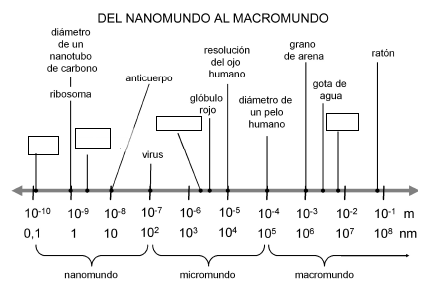 DEL NANOMUNDO AL MACROMUNDO
diámetro
de un
nanotubo
de carbono
ribosoma
anticuerpo
virus
glóbulo
rojo
resolución
del ojo
humano
diámetro de
un pelo
humano
grano
de arena
gota de
agua
ratón
10-10 10-9 10-8 10-7 10-6 10-5 10-4 10-3 10-2 10-1 m
0,1 1 10 10² 10³ 10⁴ 10⁵ 10⁶ 10⁷ 10⁸ nm
nanomundo micromundo macromundo